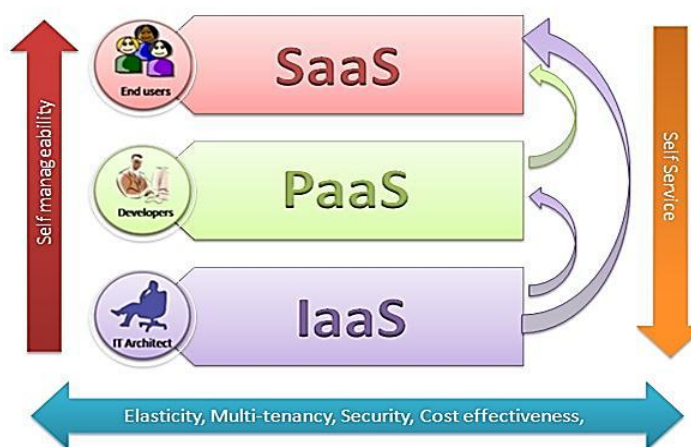 SaaS
End users
PaaS
Developers
IaaS
IT Architect
Self manageability
Self Service
Elasticity, Multi-tenancy, Security, Cost effectiveness,